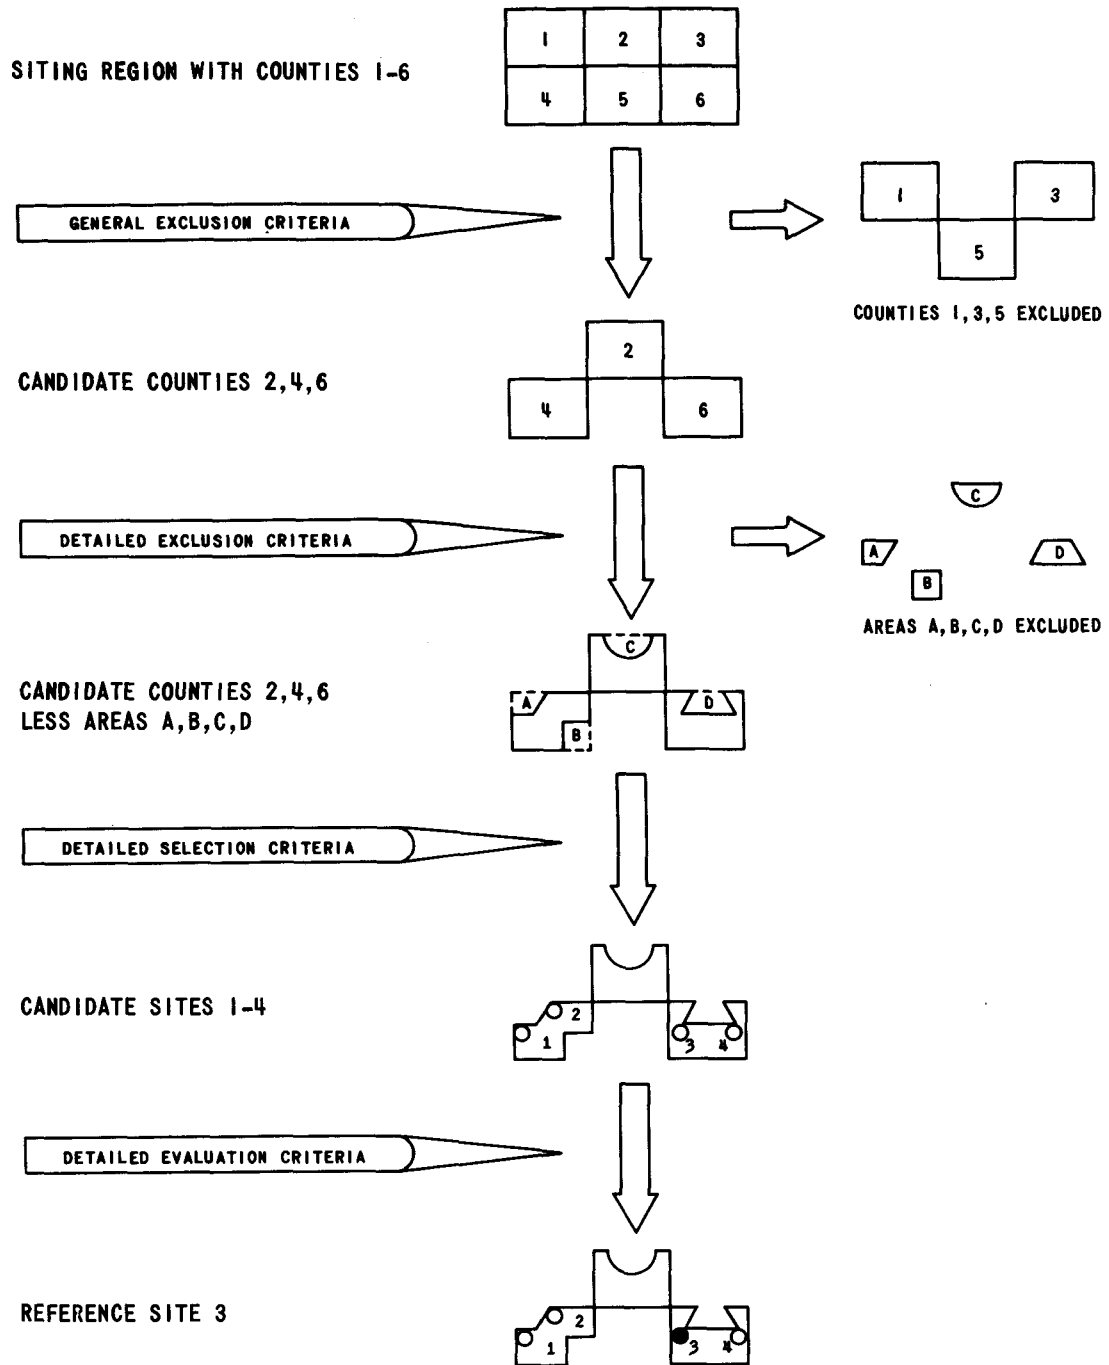 SITING REGION WITH COUNTIES 1-6
1 2 3
4 5 6
GENERAL EXCLUSION CRITERIA
1 3
5
COUNTIES 1,3,5 EXCLUDED
CANDIDATE COUNTIES 2,4,6
2
4 6
DETAILED EXCLUSION CRITERIA
C
A D
B
AREAS A,B,C,D EXCLUDED
CANDIDATE COUNTIES 2,4,6
LESS AREAS A,B,C,D
C
A D
B
DETAILED SELECTION CRITERIA
CANDIDATE SITES 1-4
2
1 3 4
DETAILED EVALUATION CRITERIA
REFERENCE SITE 3
2
1 3 4